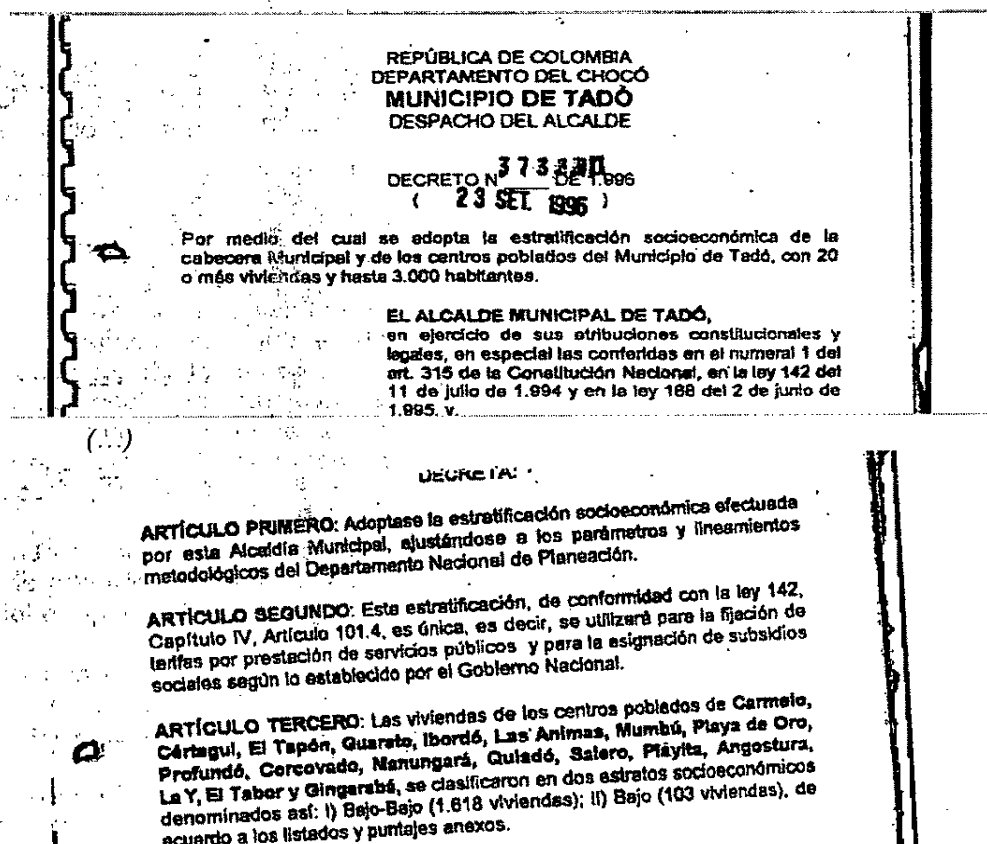 REPÚBLICA DE COLOMBIA
DEPARTAMENTO DEL CHOCÓ
MUNICIPIO DE TADÓ
DESPACHO DEL ALCALDE
DECRETO N 373 DE 1.996
( 23 SET. 1996 )
Por medio del cual se adopta la estratificación socioeconómica de la
cabecera Municipal y de los centros poblados del Municipio de Tadó, con 20
o más viviendas y hasta 3.000 habitantes.
EL ALCALDE MUNICIPAL DE TADÓ,
en ejercicio de sus atribuciones constitucionales y
legales, en especial las conferidas en el numeral 1 del
art. 315 de la Constitución Nacional, en la ley 142 del
11 de julio de 1.994 y en la ley 188 del 2 de junio de
1.995, y.
(...)
DECRETA:
ARTÍCULO PRIMERO: Adoptase la estratificación socioeconómica efectuada
por esta Alcaldía Municipal, ajustándose a los parámetros y lineamientos
metodológicos del Departamento Nacional de Planeación.
ARTÍCULO SEGUNDO: Esta estratificación, de conformidad con la ley 142,
Capítulo IV, Artículo 101.4, es única, es decir, se utilizará para la fijación de
tarifas por prestación de servicios públicos y para la asignación de subsidios
sociales según lo establecido por el Gobierno Nacional.
ARTÍCULO TERCERO: Las viviendas de los centros poblados de Carmelo,
Cértegui, El Tapón, Guarato, Ibordó, Las Animas, Mumbú, Playa de Oro,
Profundó, Corcovado, Manungará, Quiadó, Salero, Pláyita, Angostura,
La Y, El Tabor y Gingarabá, se clasificaron en dos estratos socioeconómicos
denominados así: i) Bajo-Bajo (1.618 viviendas); ii) Bajo (103 viviendas), de
acuerdo a los listados y puntajes anexos.